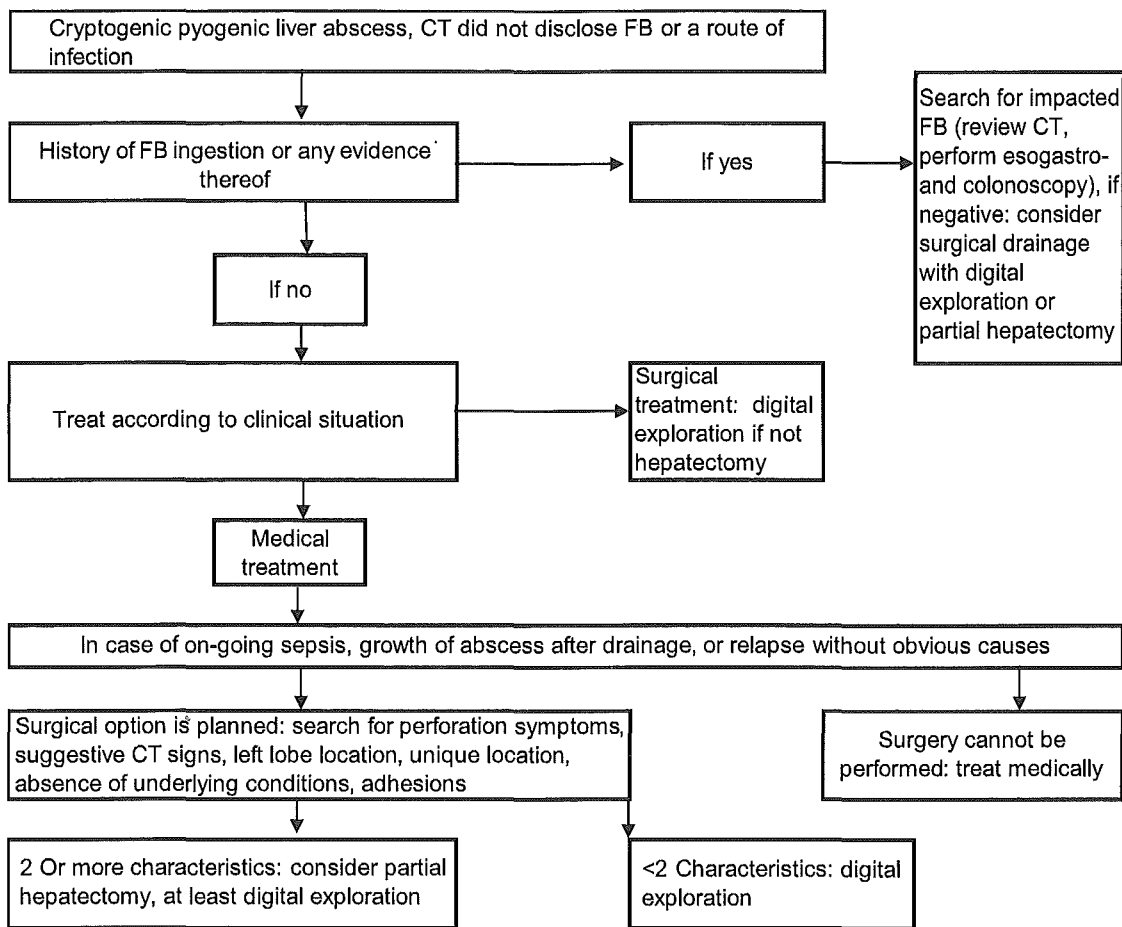 Cryptogenic pyogenic liver abscess, CT did not disclose FB or a route of
infection
History of FB ingestion or any evidence
thereof
If yes
Search for impacted
FB (review CT,
perform esogastro-
and colonoscopy), if
negative: consider
surgical drainage
with digital
exploration or
partial hepatectomy
If no
Treat according to clinical situation
Surgical
treatment: digital
exploration if not
hepatectomy
Medical
treatment
In case of on-going sepsis, growth of abscess after drainage, or relapse without obvious causes
Surgical option is planned: search for perforation symptoms,
suggestive CT signs, left lobe location, unique location,
absence of underlying conditions, adhesions
Surgery cannot be
performed: treat medically
2 Or more characteristics: consider partial
hepatectomy, at least digital exploration
<2 Characteristics: digital
exploration